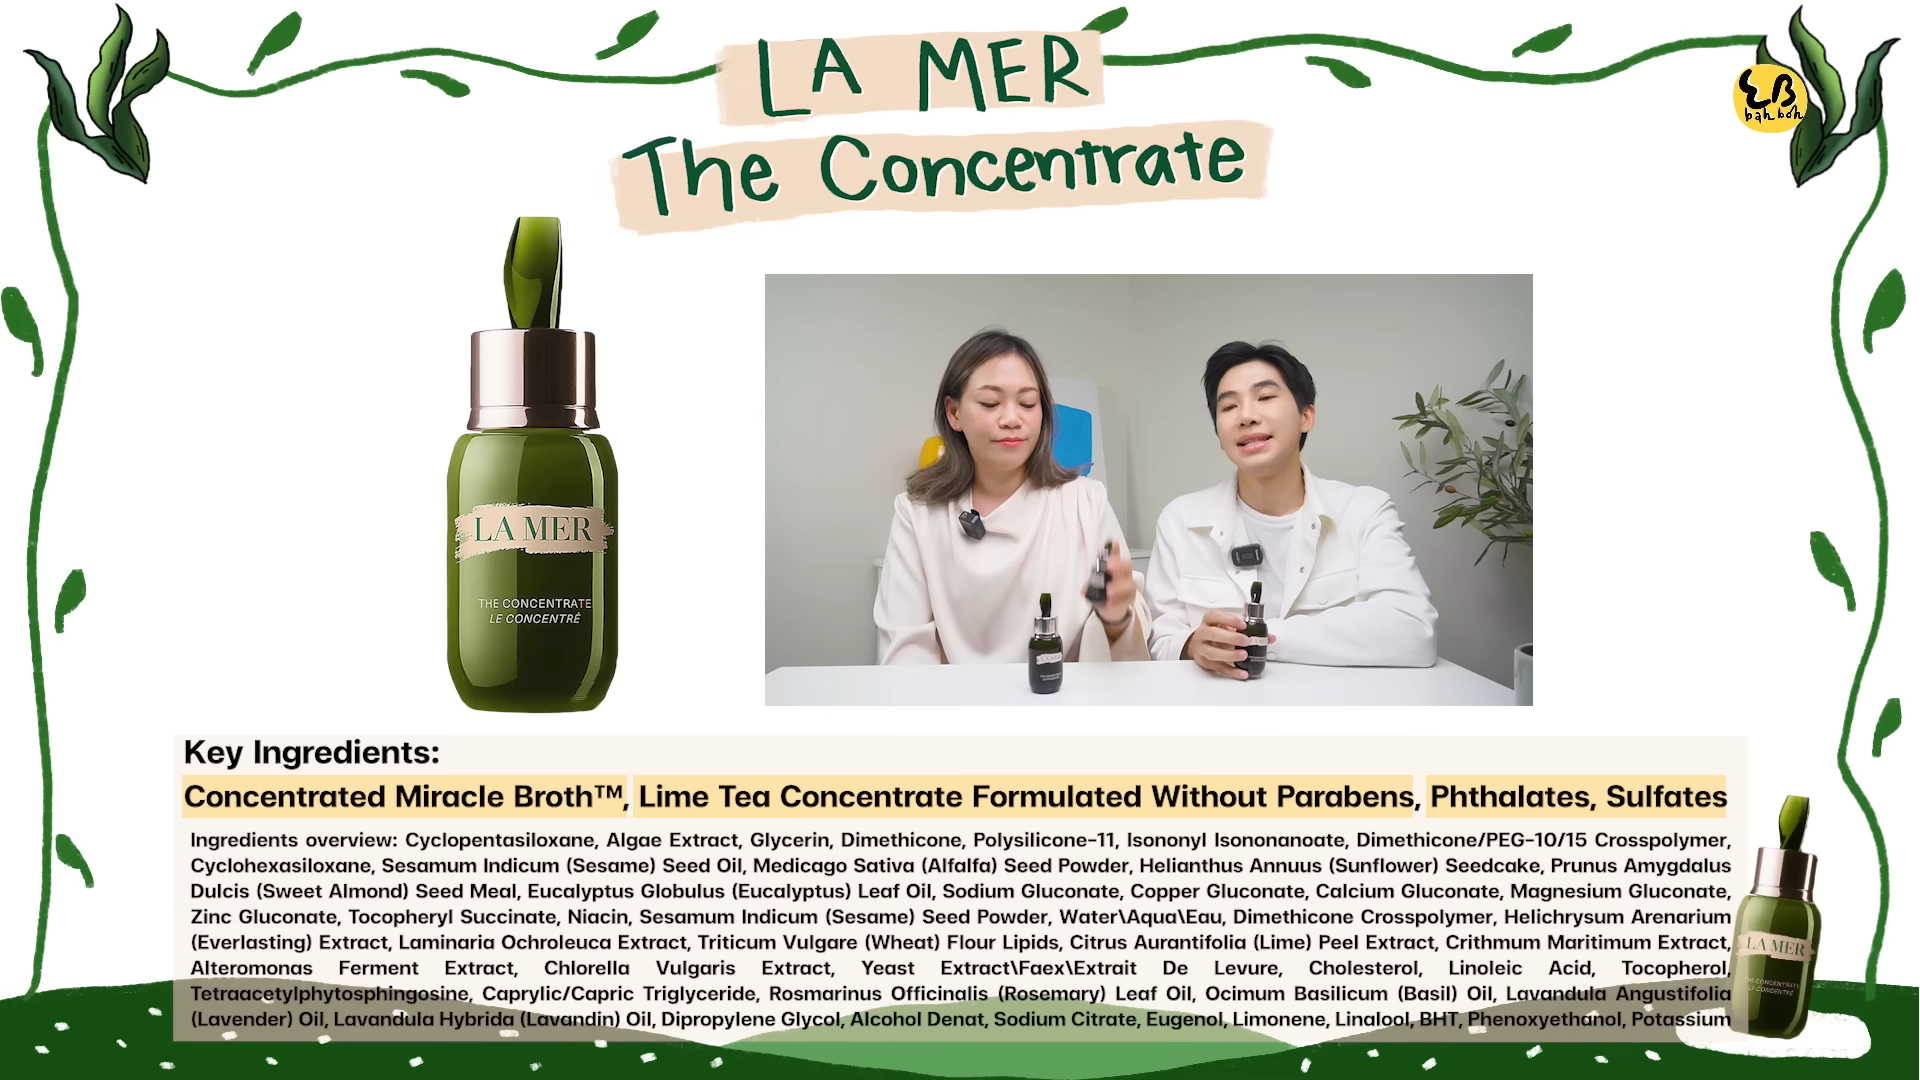 LA MER
The Concentrate
bah boh
LA MER
THE CONCENTRATE
LE CONCENTRÉ
Key Ingredients:
Concentrated Miracle Broth™, Lime Tea Concentrate Formulated Without Parabens, Phthalates, Sulfates
Ingredients overview: Cyclopentasiloxane, Algae Extract, Glycerin, Dimethicone, Polysilicone-11, Isononyl Isononanoate, Dimethicone/PEG-10/15 Crosspolymer,
Cyclohexasiloxane, Sesamum Indicum (Sesame) Seed Oil, Medicago Sativa (Alfalfa) Seed Powder, Helianthus Annuus (Sunflower) Seedcake, Prunus Amygdalus
Dulcis (Sweet Almond) Seed Meal, Eucalyptus Globulus (Eucalyptus) Leaf Oil, Sodium Gluconate, Copper Gluconate, Calcium Gluconate, Magnesium Gluconate,
Zinc Gluconate, Tocopheryl Succinate, Niacin, Sesamum Indicum (Sesame) Seed Powder, Water\Aqua\Eau, Dimethicone Crosspolymer, Helichrysum Arenarium
(Everlasting) Extract, Laminaria Ochroleuca Extract, Triticum Vulgare (Wheat) Flour Lipids, Citrus Aurantifolia (Lime) Peel Extract, Crithmum Maritimum Extract,
Alteromonas Ferment Extract, Chlorella Vulgaris Extract, Yeast Extract\Faex\Extrait De Levure, Cholesterol, Linoleic Acid, Tocopherol,
Tetraacetylphytosphingosine, Caprylic/Capric Triglyceride, Rosmarinus Officinalis (Rosemary) Leaf Oil, Ocimum Basilicum (Basil) Oil, Lavandula Angustifolia
(Lavender) Oil, Lavandula Hybrida (Lavandin) Oil, Dipropylene Glycol, Alcohol Denat, Sodium Citrate, Eugenol, Limonene, Linalool, BHT, Phenoxyethanol, Potassium
LA MER
THE CONCENTRATE
LE CONCENTRÉ